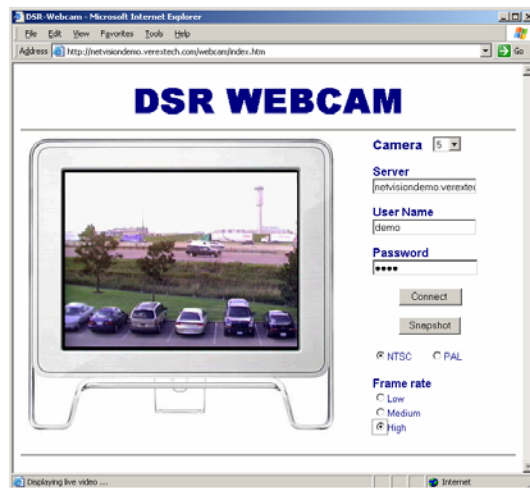 DSR-Webcam - Microsoft Internet Explorer
File Edit View Favorites Tools Help
Address http://netvisiondemo.verextech.com/webcam/index.htm Go
DSR WEBCAM
Camera 5
Server
netvisiondemo.verextec
User Name
demo
Password
••••
Connect
Snapshot
NTSC PAL
Frame rate
Low
Medium
High
Displaying live video ... Internet